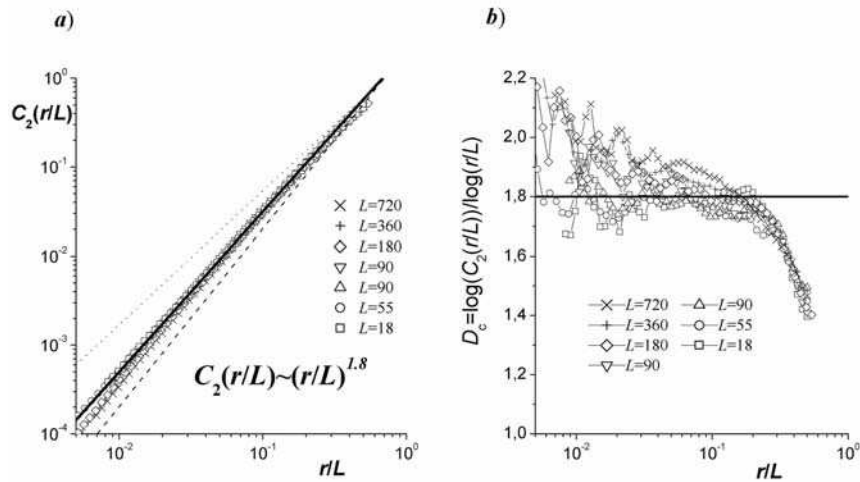 a)
C₂(r/L)
10⁰
10⁻¹
10⁻²
10⁻³
10⁻⁴
L=720
L=360
L=180
L=90
L=90
L=55
L=18
C₂(r/L)~(r/L)¹·⁸
10⁻²
10⁻¹
10⁰
r/L
b)
D_c=log(C₂(r/L))/log(r/L)
2,2
2,0
1,8
1,6
1,4
1,2
1,0
L=720
L=360
L=180
L=90
L=90
L=55
L=18
10⁻²
10⁻¹
10⁰
r/L